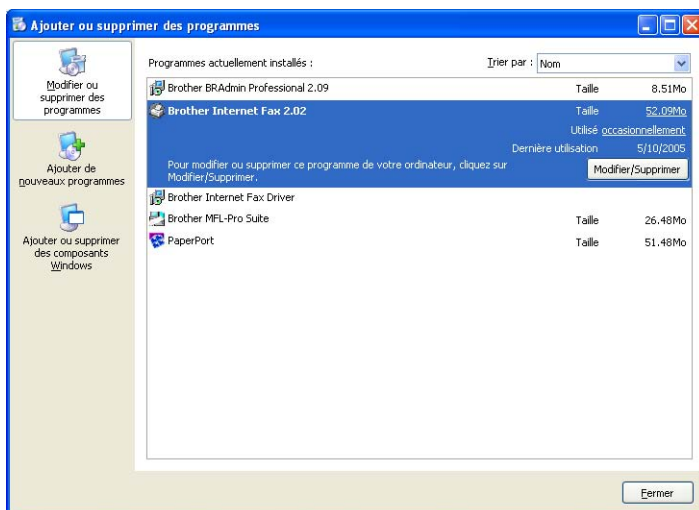 Ajouter ou supprimer des programmes
Modifier ou
supprimer des
programmes
Ajouter de
nouveaux programmes
Ajouter ou supprimer
des composants
Windows
Programmes actuellement installés :
Trier par : Nom
Brother BRAdmin Professional 2.09 Taille 8.51Mo
Brother Internet Fax 2.02 Taille 52.09Mo
Utilisé occasionnellement
Dernière utilisation 5/10/2005
Pour modifier ou supprimer ce programme de votre ordinateur, cliquez sur
Modifier/Supprimer.
Modifier/Supprimer
Brother Internet Fax Driver
Brother MFL-Pro Suite Taille 26.48Mo
PaperPort Taille 51.48Mo
Fermer